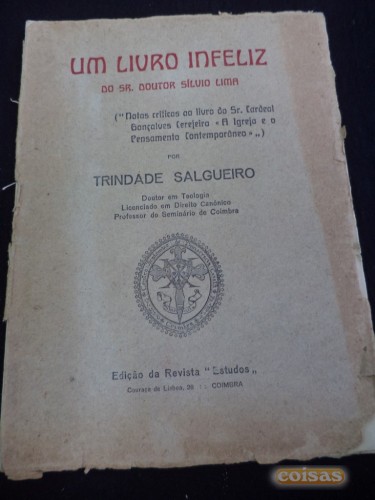 UM LIVRO INFELIZ
DO SR. DOUTOR SÍLVIO LIMA
("Notas críticas ao livro do Sr. Cardeal
Gonçalves Cerejeira «A Igreja e o
Pensamento Contemporâneo.»„)
POR
TRINDADE SALGUEIRO
Doutor em Teologia
Licenciado em Direito Canónico
Professor do Seminário de Coimbra
Edição da Revista "Estudos„
Couraça de Lisboa, 30 COIMBRA
coisas